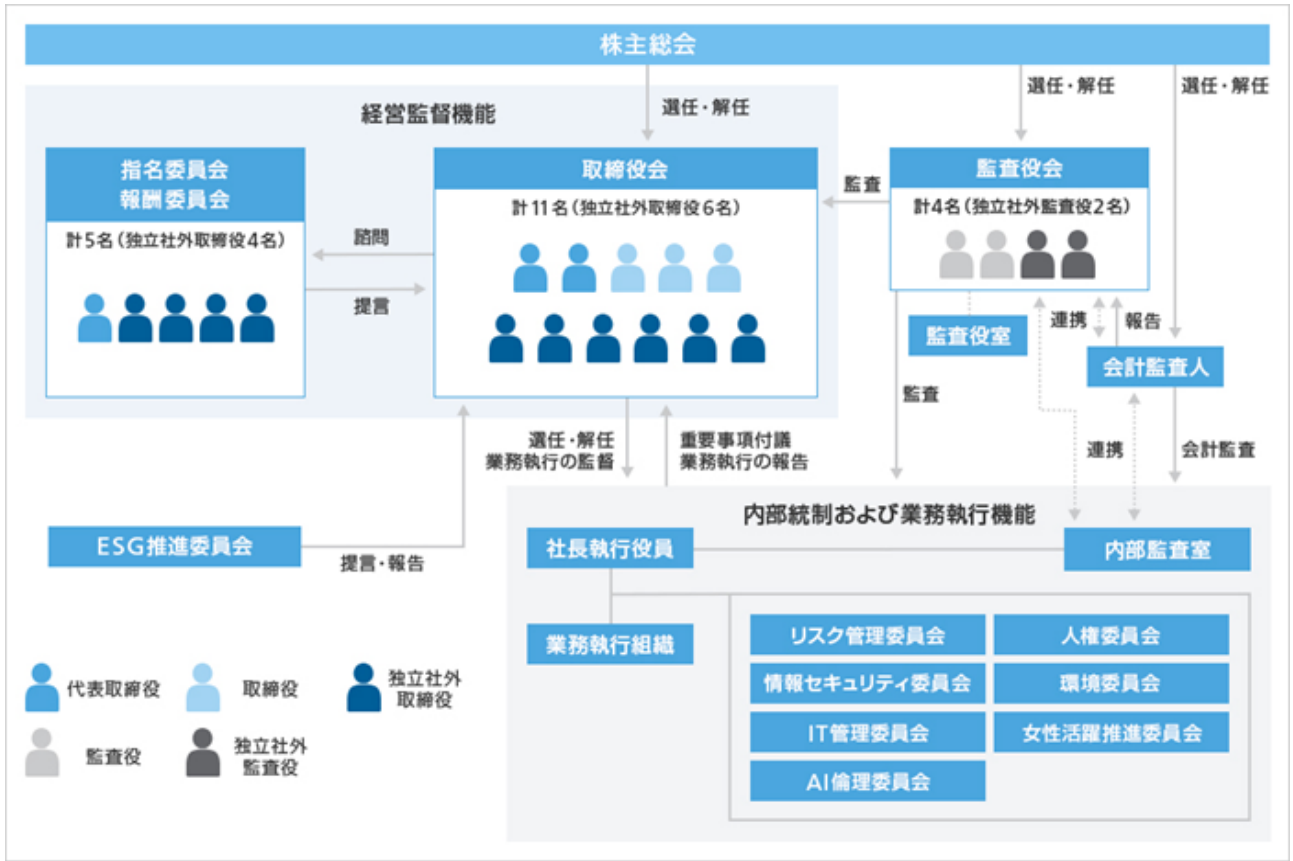 株主総会
選任・解任
選任・解任
選任・解任
経営監督機能
指名委員会
報酬委員会
計5名(独立社外取締役4名)
諮問
提言
取締役会
計11名(独立社外取締役6名)
監査
監査役会
計4名(独立社外監査役2名)
監査役室
連携
報告
会計監査人
監査
連携
会計監査
選任・解任
業務執行の監督
重要事項付議
業務執行の報告
ESG推進委員会
提言・報告
内部統制および業務執行機能
社長執行役員
内部監査室
業務執行組織
リスク管理委員会
人権委員会
情報セキュリティ委員会
環境委員会
IT管理委員会
女性活躍推進委員会
AI倫理委員会
代表取締役
取締役
独立社外
取締役
監査役
独立社外
監査役